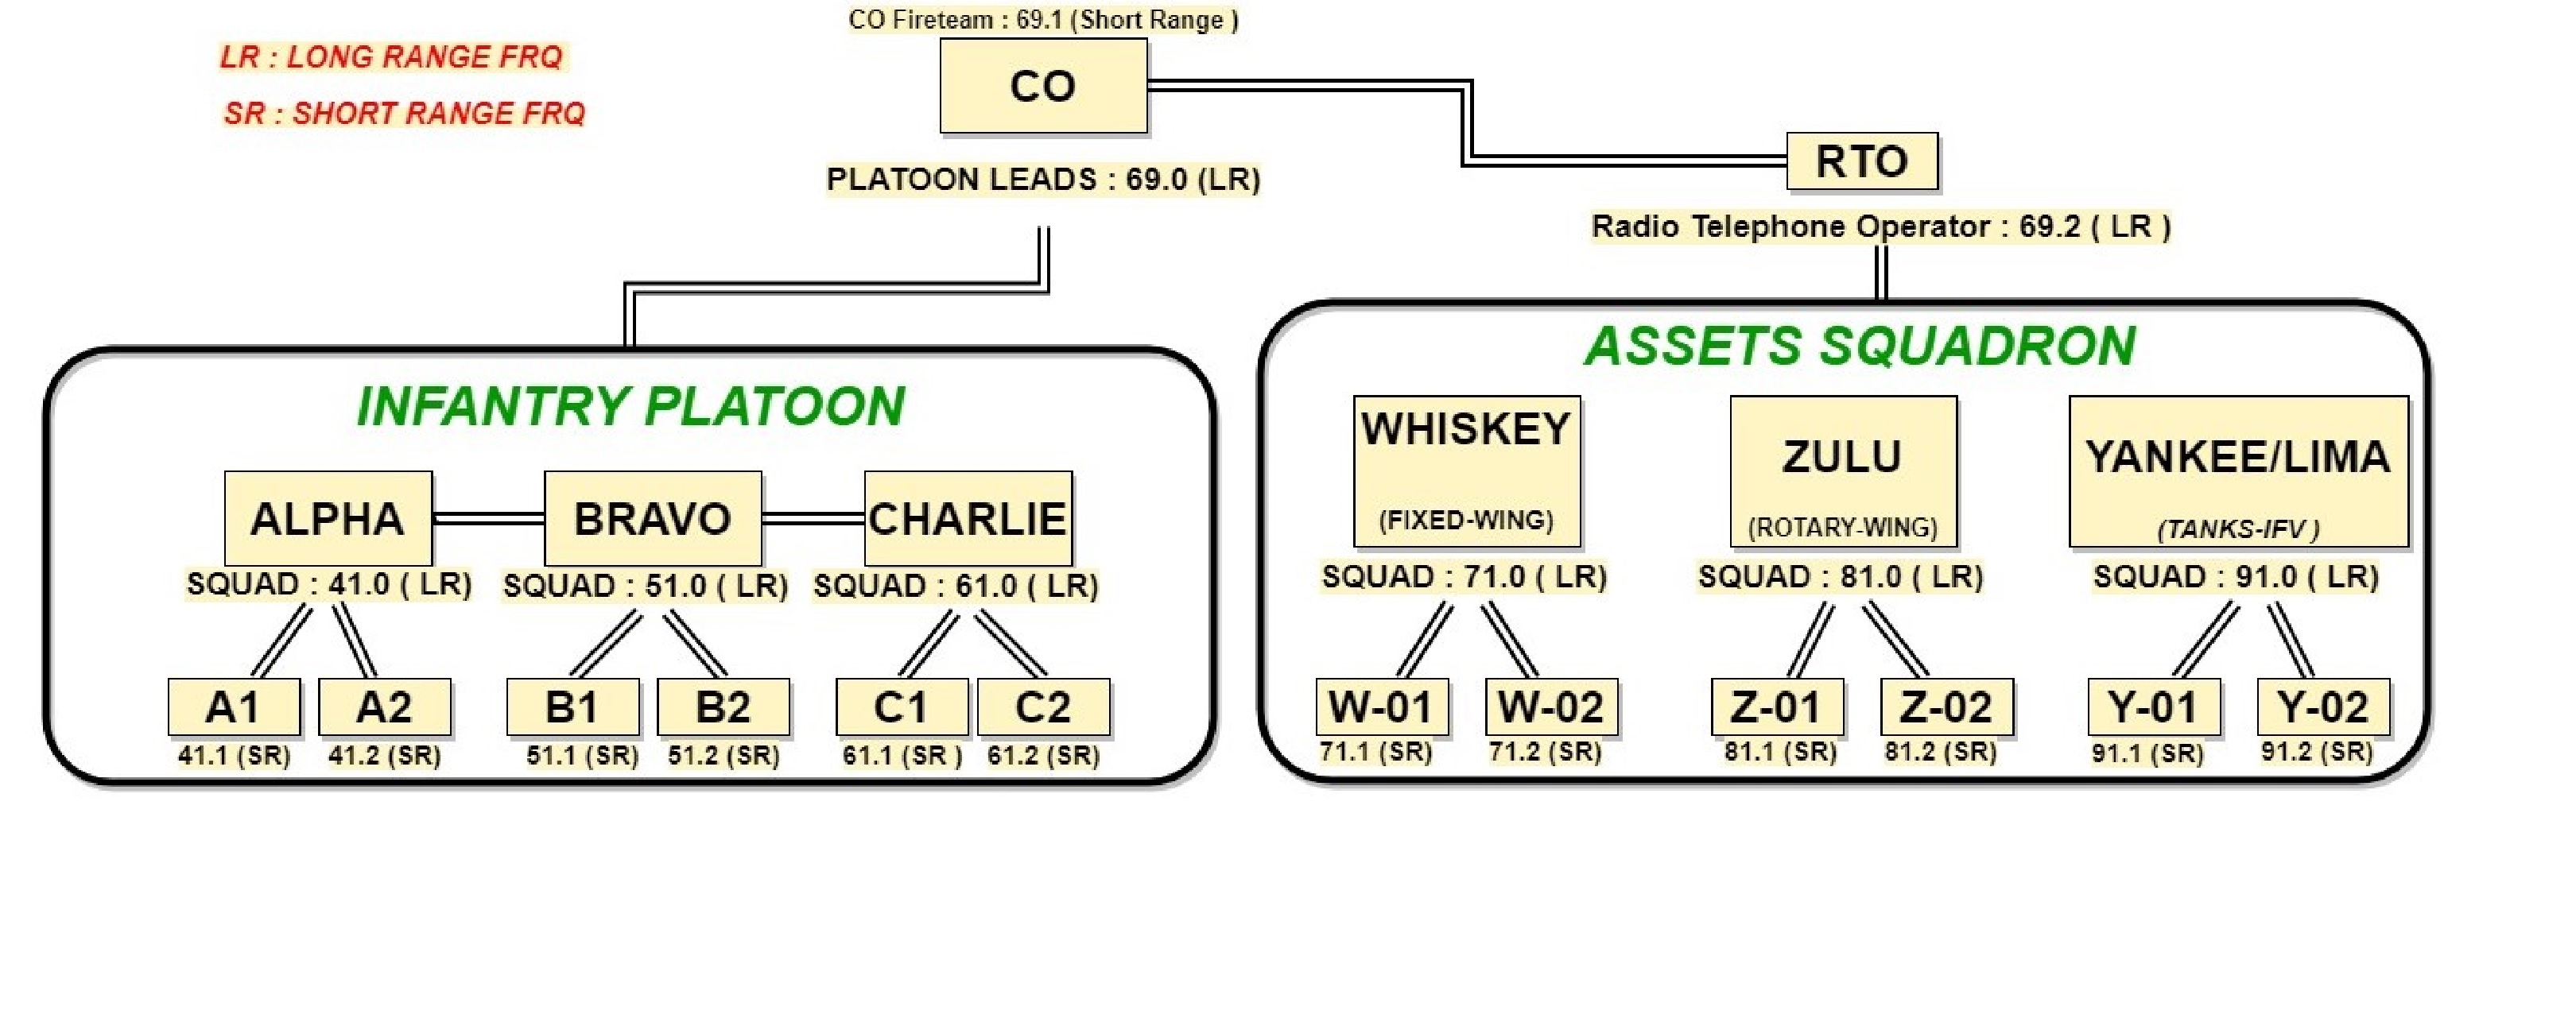 CO Fireteam : 69.1 (Short Range )
LR : LONG RANGE FRQ
SR : SHORT RANGE FRQ
CO
PLATOON LEADS : 69.0 (LR)
RTO
Radio Telephone Operator : 69.2 ( LR )
INFANTRY PLATOON
ALPHA
BRAVO
CHARLIE
SQUAD : 41.0 ( LR)
SQUAD : 51.0 ( LR)
SQUAD : 61.0 ( LR)
A1
A2
B1
B2
C1
C2
41.1 (SR)
41.2 (SR)
51.1 (SR)
51.2 (SR)
61.1 (SR )
61.2 (SR)
ASSETS SQUADRON
WHISKEY
(FIXED-WING)
ZULU
(ROTARY-WING)
YANKEE/LIMA
(TANKS-IFV )
SQUAD : 71.0 ( LR)
SQUAD : 81.0 ( LR)
SQUAD : 91.0 ( LR)
W-01
W-02
Z-01
Z-02
Y-01
Y-02
71.1 (SR)
71.2 (SR)
81.1 (SR)
81.2 (SR)
91.1 (SR)
91.2 (SR)